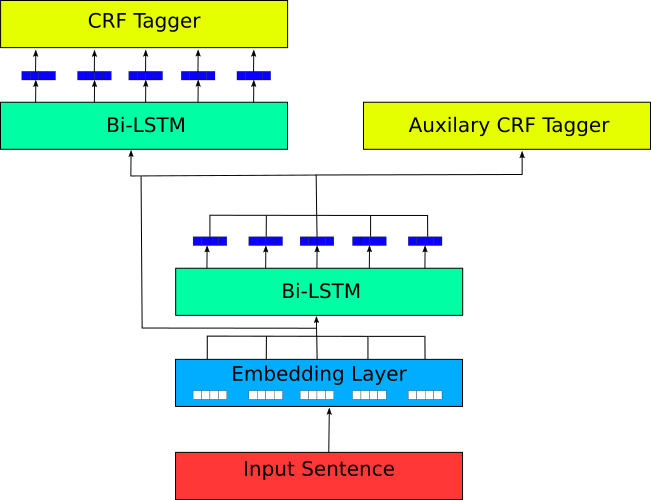 CRF Tagger
Bi-LSTM
Auxilary CRF Tagger
Bi-LSTM
Embedding Layer
Input Sentence